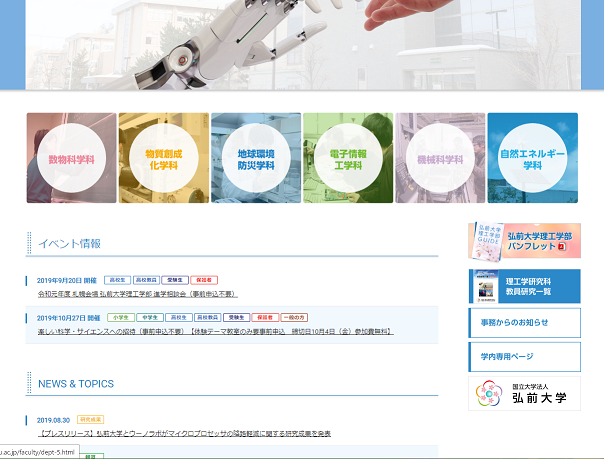 数物科学科
物質創成
化学科
地球環境
防災学科
電子情報
工学科
機械科学科
自然エネルギー
学科
イベント情報
2019年9月20日 開催 高校生 高校教員 受験生 保護者
令和元年度 札幌会場 弘前大学理工学部 進学相談会（事前申込不要）
2019年10月27日 開催 小学生 中学生 高校生 高校教員 受験生 保護者 一般の方
楽しい科学・サイエンスへの招待（事前申込不要）【体験テーマ教室のみ要事前申込　締切日10月4日（金）参加費無料】
NEWS & TOPICS
2019.08.30 研究成果
【プレスリリース】弘前大学とウーノラボがマイクロプロセッサの陥路軽減に関する研究成果を発表
u.ac.jp/faculty/dept-5.html
弘前大学
理工学部
GUIDE
弘前大学理工学部
パンフレット
理工学研究科
教員研究一覧
事務からのお知らせ
学内専用ページ
国立大学法人
弘前大学